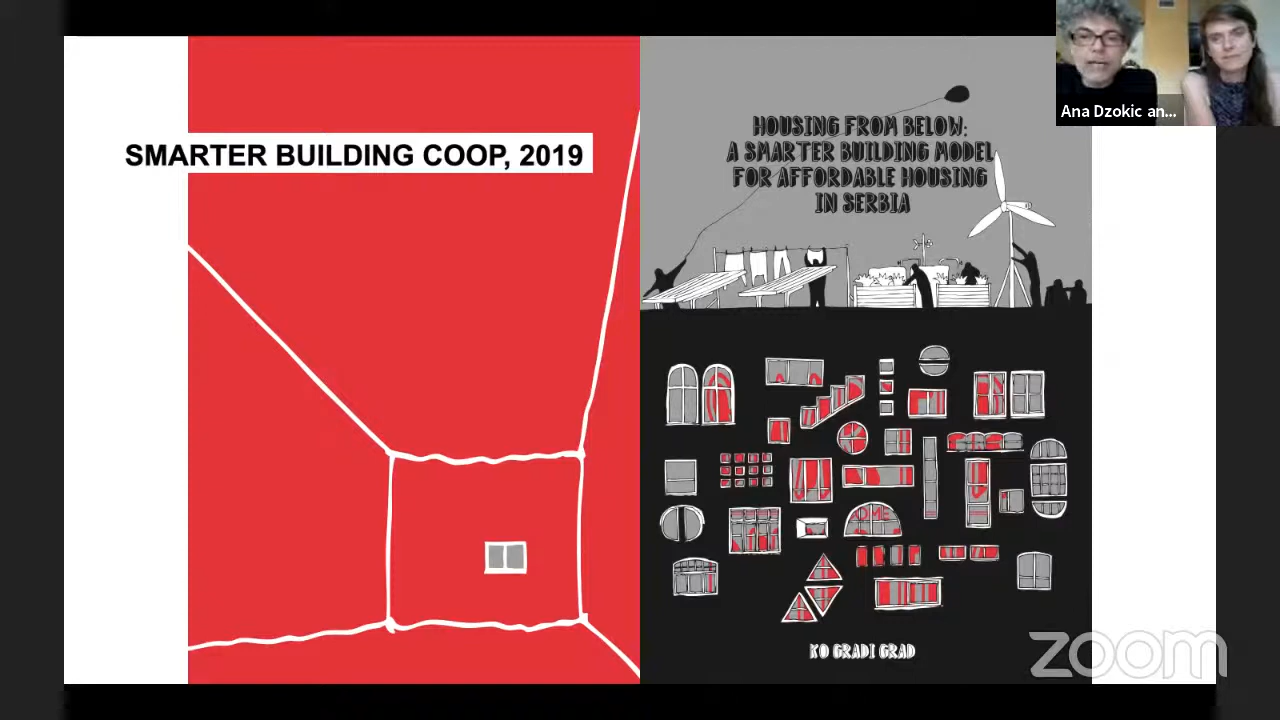 SMARTER BUILDING COOP, 2019
HOUSING FROM BELOW:
A SMARTER BUILDING MODEL
FOR AFFORDABLE HOUSING
IN SERBIA
HOME
KO GRADI GRAD
Ana Dzokic an...
zoom